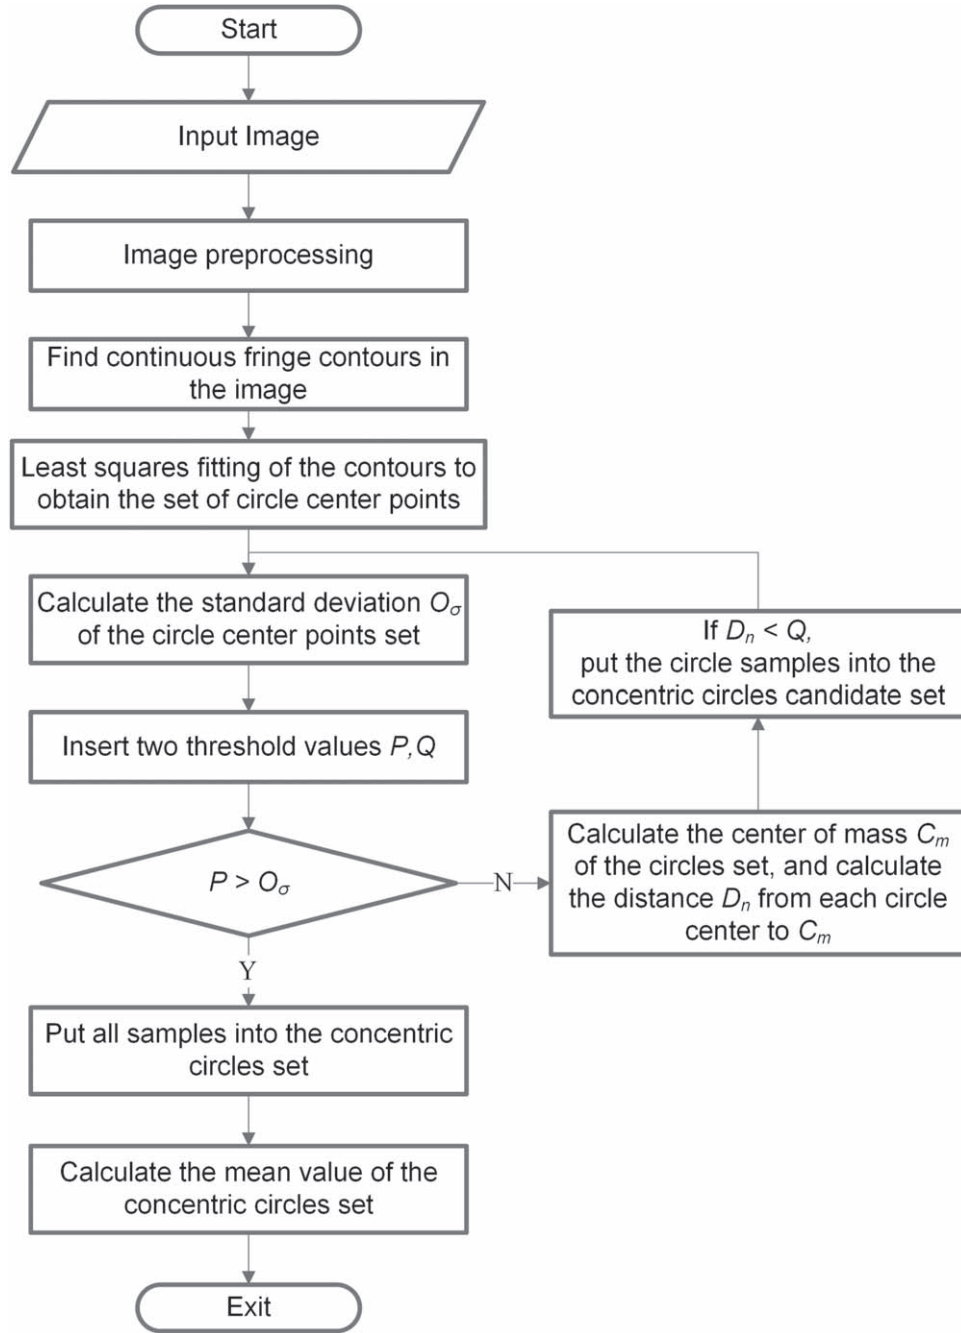 Start
Input Image
Image preprocessing
Find continuous fringe contours in
the image
Least squares fitting of the contours to
obtain the set of circle center points
Calculate the standard deviation Oσ
of the circle center points set
Insert two threshold values P,Q
P > Oσ
N
Y
If Dn < Q,
put the circle samples into the
concentric circles candidate set
Calculate the center of mass Cm
of the circles set, and calculate
the distance Dn from each circle
center to Cm
Put all samples into the concentric
circles set
Calculate the mean value of the
concentric circles set
Exit